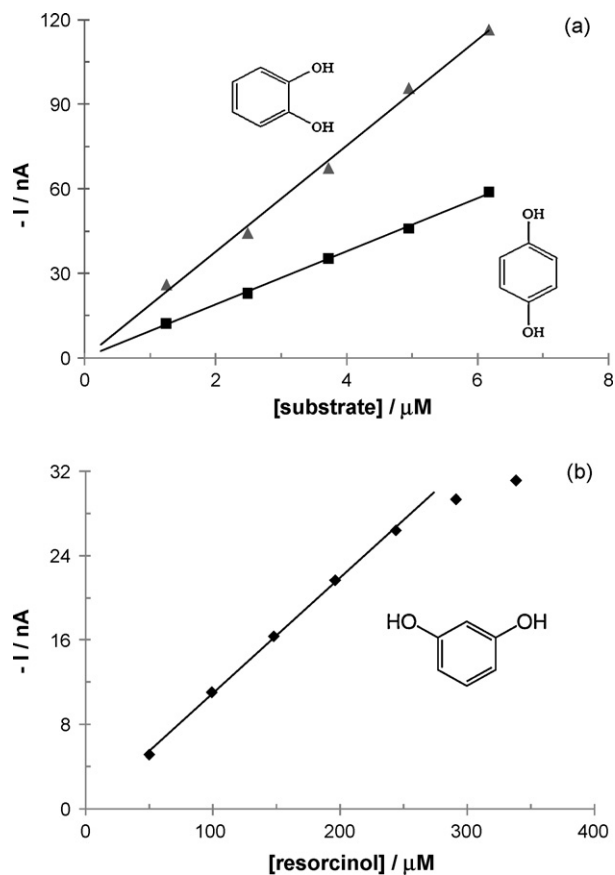 (a)
120
90
60
30
0
- I / nA
OH
OH
OH
OH
0 2 4 6 8
[substrate] / μM
(b)
32
24
16
8
0
- I / nA
HO OH
0 100 200 300 400
[resorcinol] / μM